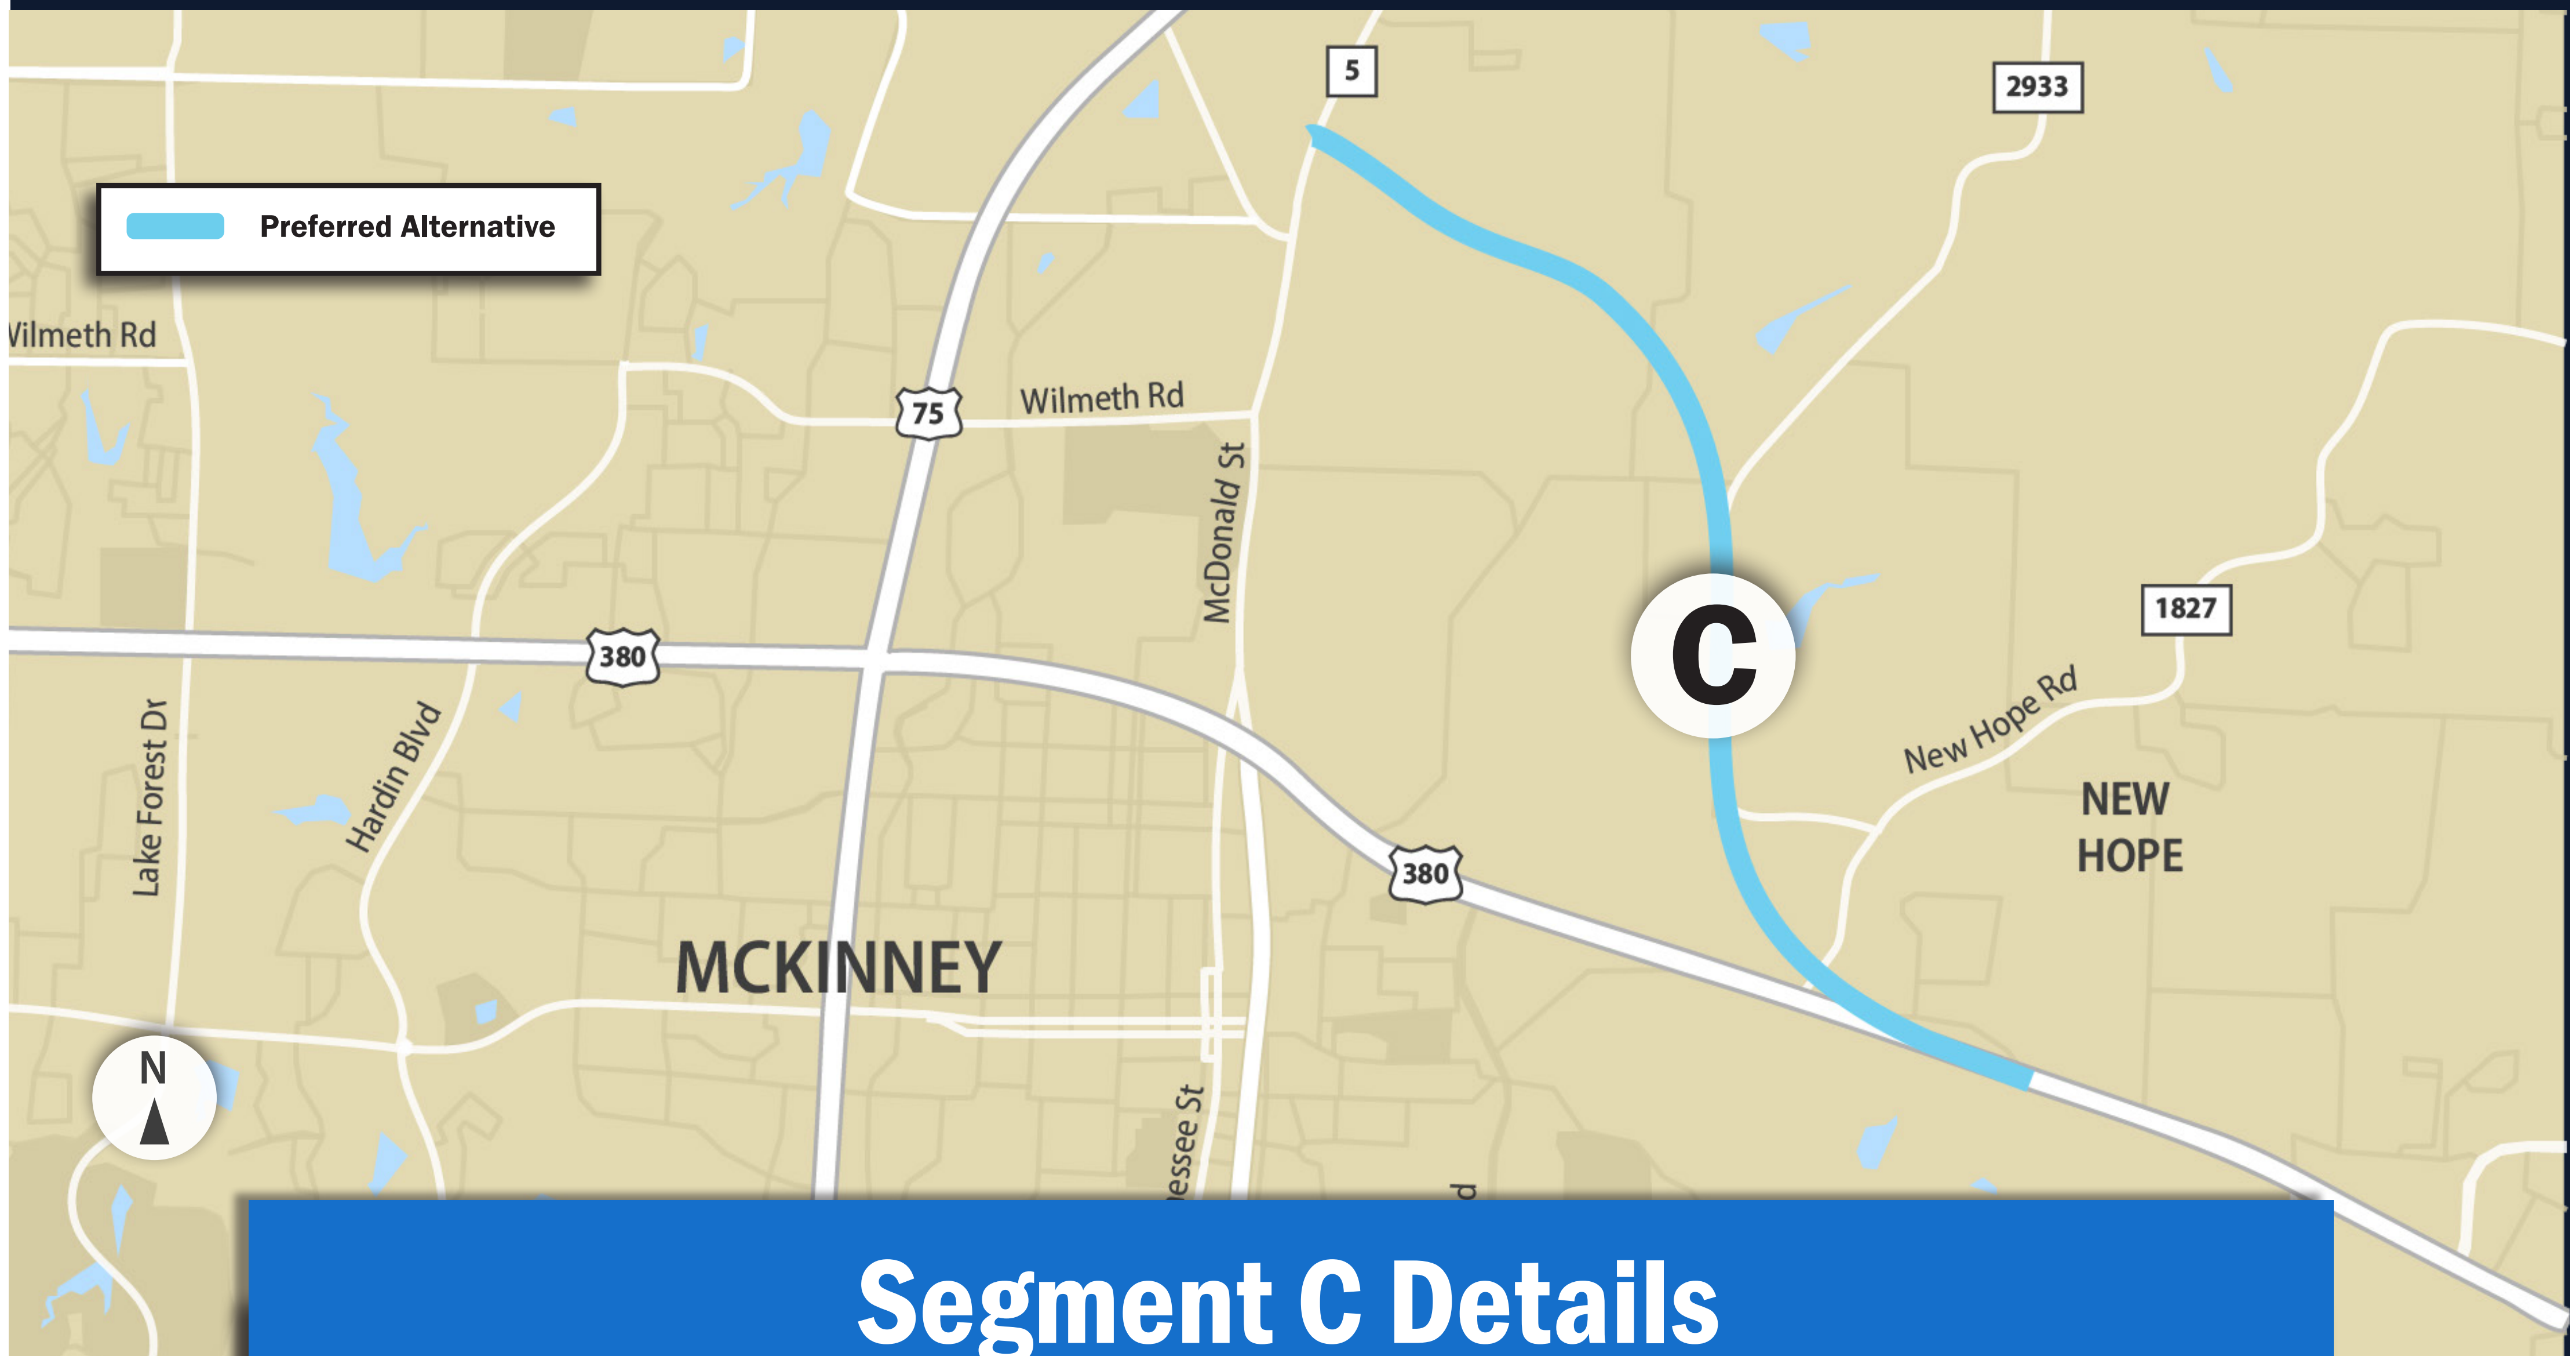 5
2933
Preferred Alternative
Wilmeth Rd
75
Wilmeth Rd
McDonald St
380
C
1827
New Hope Rd
NEW
HOPE
Lake Forest Dr
Hardin Blvd
380
MCKINNEY
N
Segment C Details